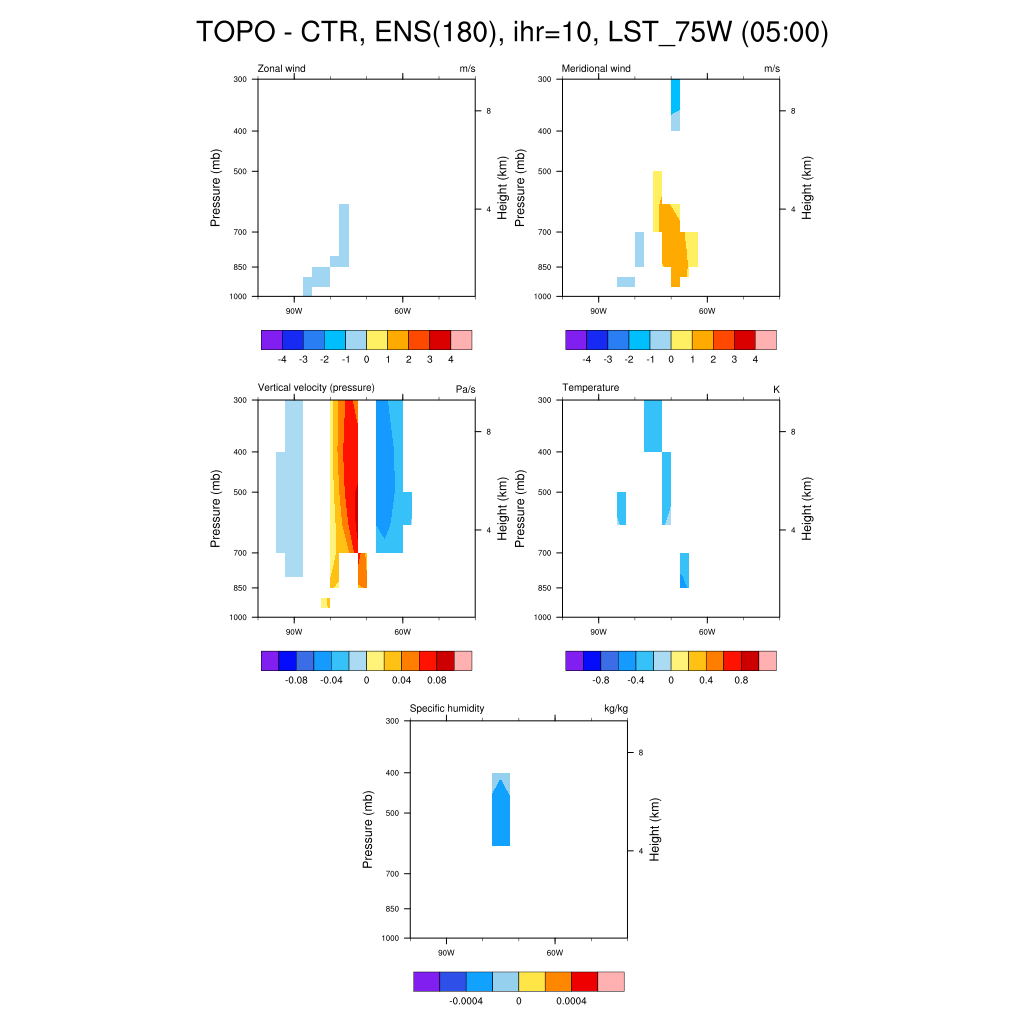 TOPO - CTR, ENS(180), ihr=10, LST_75W (05:00)
Zonal wind m/s
300
400
500
700
850
1000
Pressure (mb)
8
4
Height (km)
90W 60W
-4 -3 -2 -1 0 1 2 3 4
Meridional wind m/s
300
400
500
700
850
1000
Pressure (mb)
8
4
Height (km)
90W 60W
-4 -3 -2 -1 0 1 2 3 4
Vertical velocity (pressure) Pa/s
300
400
500
700
850
1000
Pressure (mb)
8
4
Height (km)
90W 60W
-0.08 -0.04 0 0.04 0.08
Temperature K
300
400
500
700
850
1000
Pressure (mb)
8
4
Height (km)
90W 60W
-0.8 -0.4 0 0.4 0.8
Specific humidity kg/kg
300
400
500
700
850
1000
Pressure (mb)
8
4
Height (km)
90W 60W
-0.0004 0 0.0004